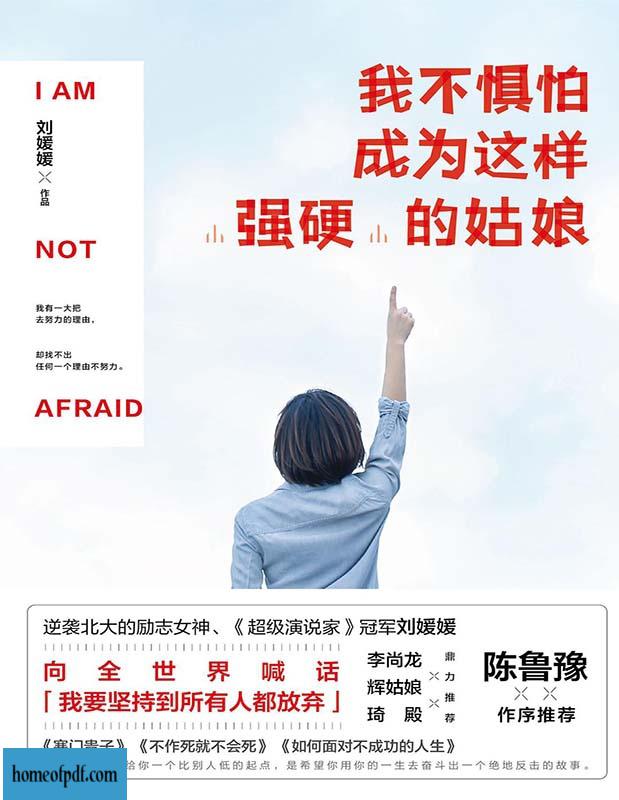 I AM
刘媛媛
作品
NOT
我有一大把
去努力的理由，
却找不出
任何一个理由不努力。
AFRAID
我不惧怕
成为这样
强硬
的姑娘
逆袭北大的励志女神、《超级演说家》冠军刘媛媛
向全世界喊话
「我要坚持到所有人都放弃」
李尚龙
辉姑娘
琦殿
鼎力推荐
陈鲁豫
作序推荐
《寒门贵子》《不作死就不会死》《如何面对不成功的人生》
给你一个比别人低的起点，是希望你用你的一生去奋斗出一个绝地反击的故事。
homeofpdf.com